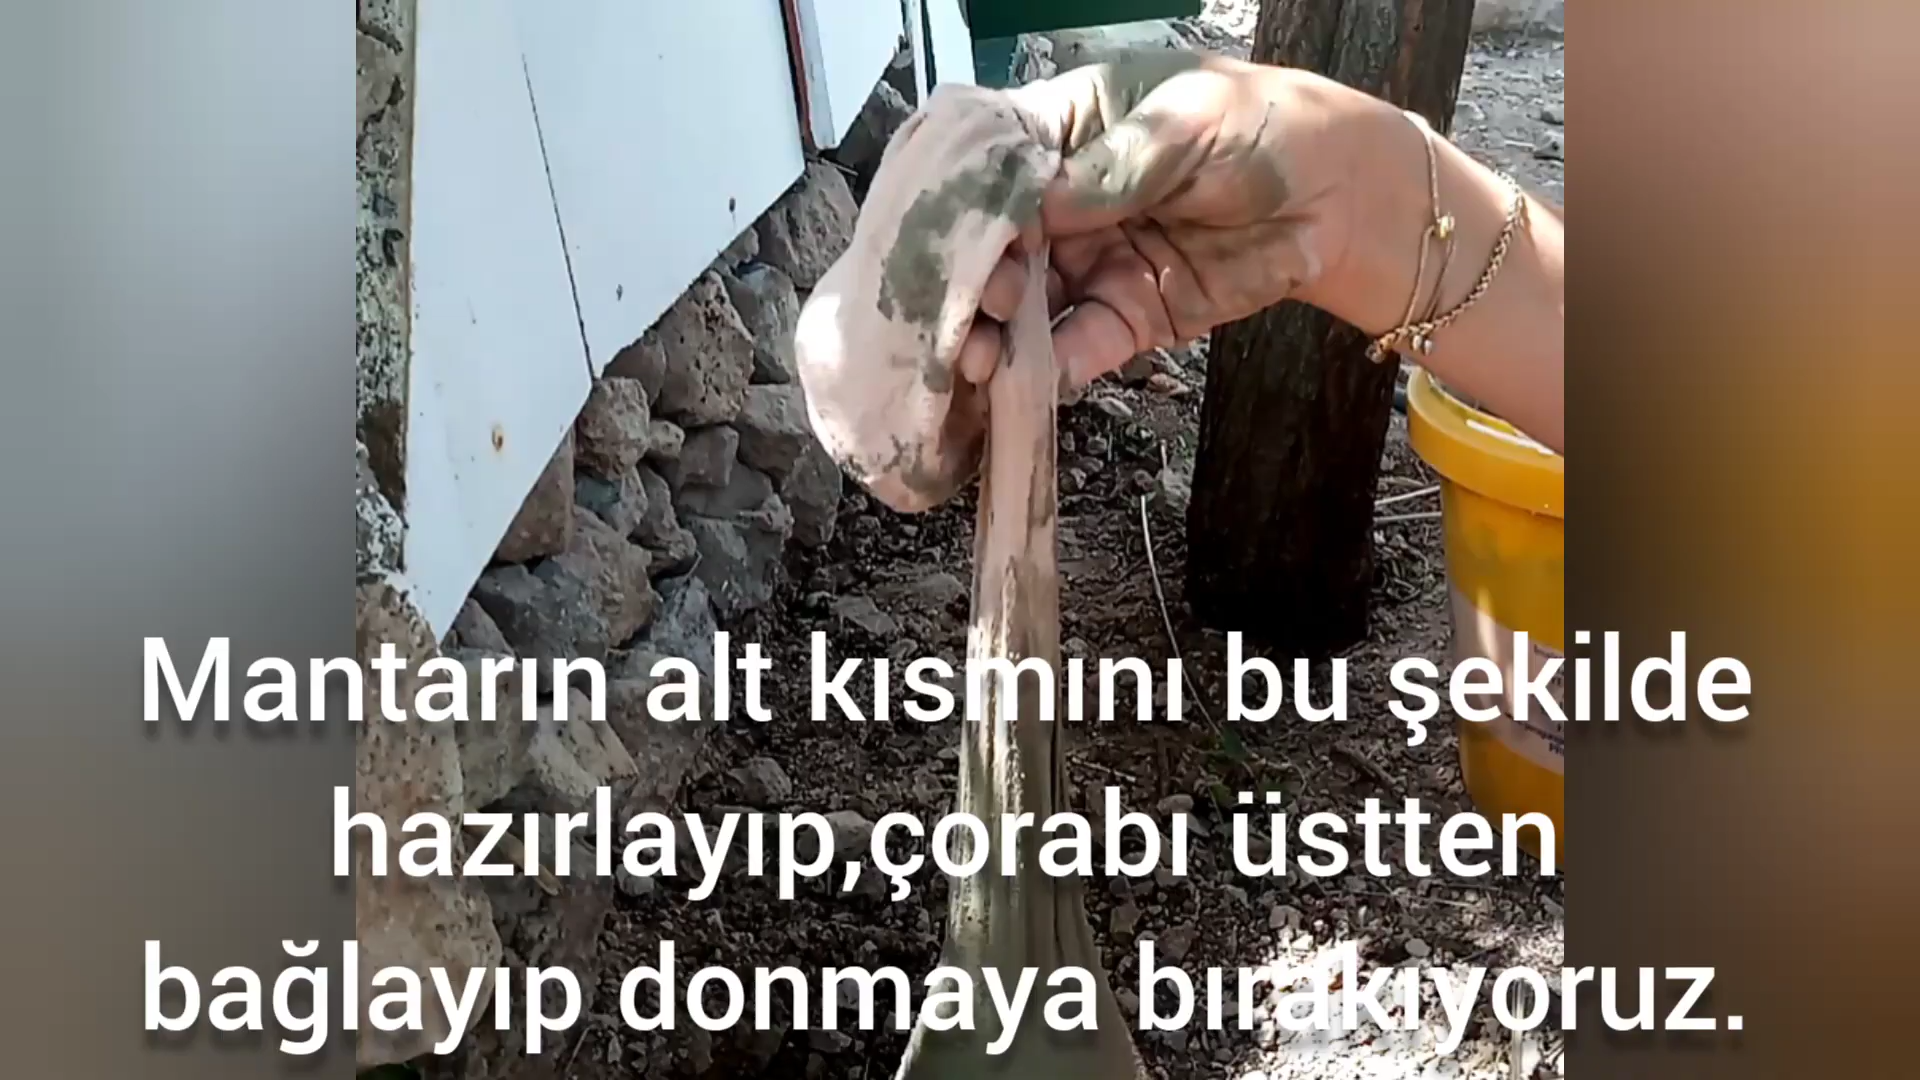 Mantarın alt kısmını bu şekilde
hazırlayıp,çorabı üstten
bağlayıp donmaya bırakıyoruz.